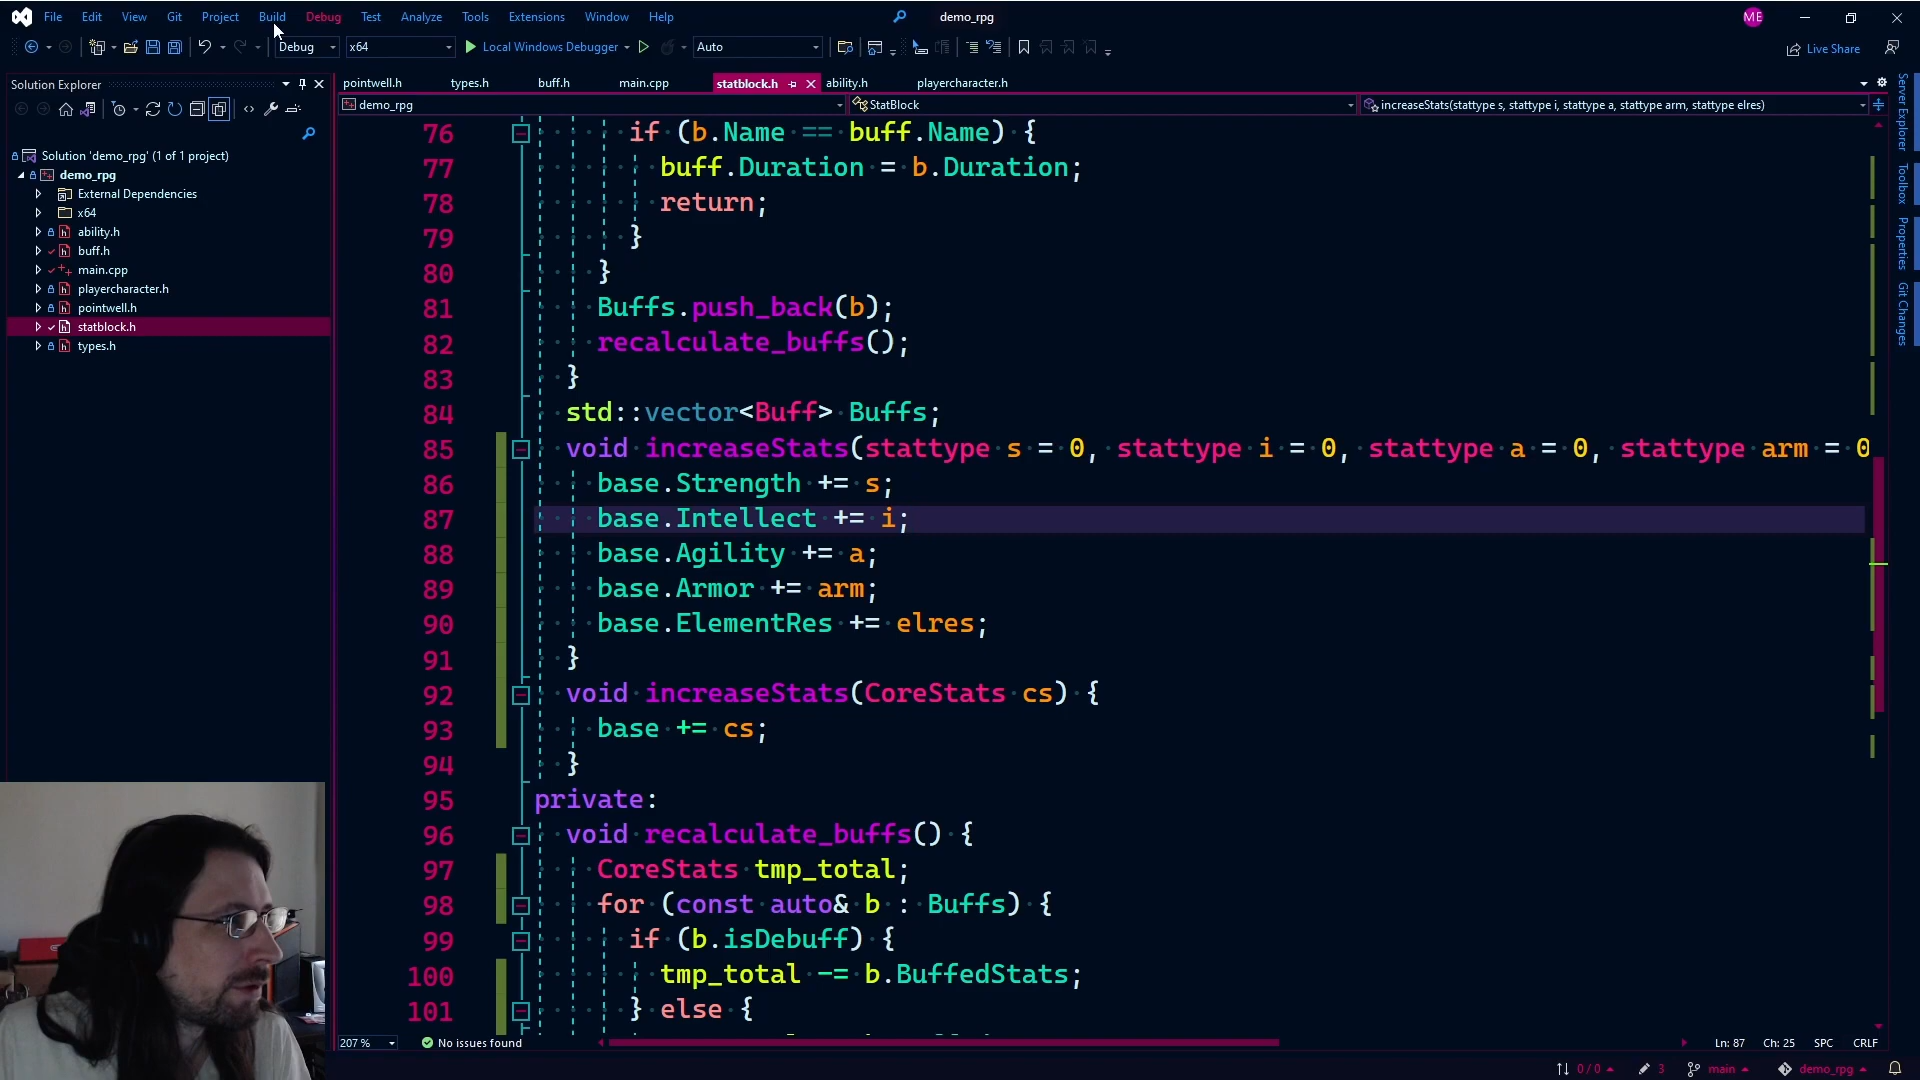 File Edit View Git Project Build Debug Test Analyze Tools Extensions Window Help demo_rpg ME
Debug x64 Local Windows Debugger Auto Live Share
Solution Explorer
pointwell.h types.h buff.h main.cpp statblock.h ability.h playercharacter.h
demo_rpg StatBlock increaseStats(stattype s, stattype i, stattype a, stattype arm, stattype elres)
Solution 'demo_rpg' (1 of 1 project)
demo_rpg
External Dependencies
x64
ability.h
buff.h
main.cpp
playercharacter.h
pointwell.h
statblock.h
types.h
76 if (b.Name == buff.Name) {
77 buff.Duration = b.Duration;
78 return;
79 }
80 }
81 Buffs.push_back(b);
82 recalculate_buffs();
83 }
84 std::vector<Buff> Buffs;
85 void increaseStats(stattype s = 0, stattype i = 0, stattype a = 0, stattype arm = 0
86 base.Strength += s;
87 base.Intellect += i;
88 base.Agility += a;
89 base.Armor += arm;
90 base.ElementRes += elres;
91 }
92 void increaseStats(CoreStats cs) {
93 base += cs;
94 }
95 private:
96 void recalculate_buffs() {
97 CoreStats tmp_total;
98 for (const auto& b : Buffs) {
99 if (b.isDebuff) {
100 tmp_total -= b.BuffedStats;
101 } else {
Server Explorer
Toolbox
Properties
Git Changes
207 % No issues found Ln: 87 Ch: 25 SPC CRLF
0 / 0 3 main demo_rpg